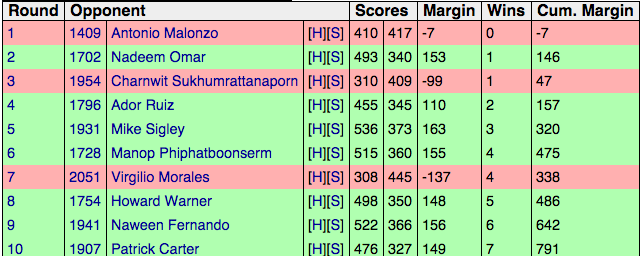 Round Opponent Scores Margin Wins Cum. Margin
1 1409 Antonio Malonzo [H][S] 410 417 -7 0 -7
2 1702 Nadeem Omar [H][S] 493 340 153 1 146
3 1954 Charnwit Sukhumrattanaporn [H][S] 310 409 -99 1 47
4 1796 Ador Ruiz [H][S] 455 345 110 2 157
5 1931 Mike Sigley [H][S] 536 373 163 3 320
6 1728 Manop Phiphatboonserm [H][S] 515 360 155 4 475
7 2051 Virgilio Morales [H][S] 308 445 -137 4 338
8 1754 Howard Warner [H][S] 498 350 148 5 486
9 1941 Naween Fernando [H][S] 522 366 156 6 642
10 1907 Patrick Carter [H][S] 476 327 149 7 791